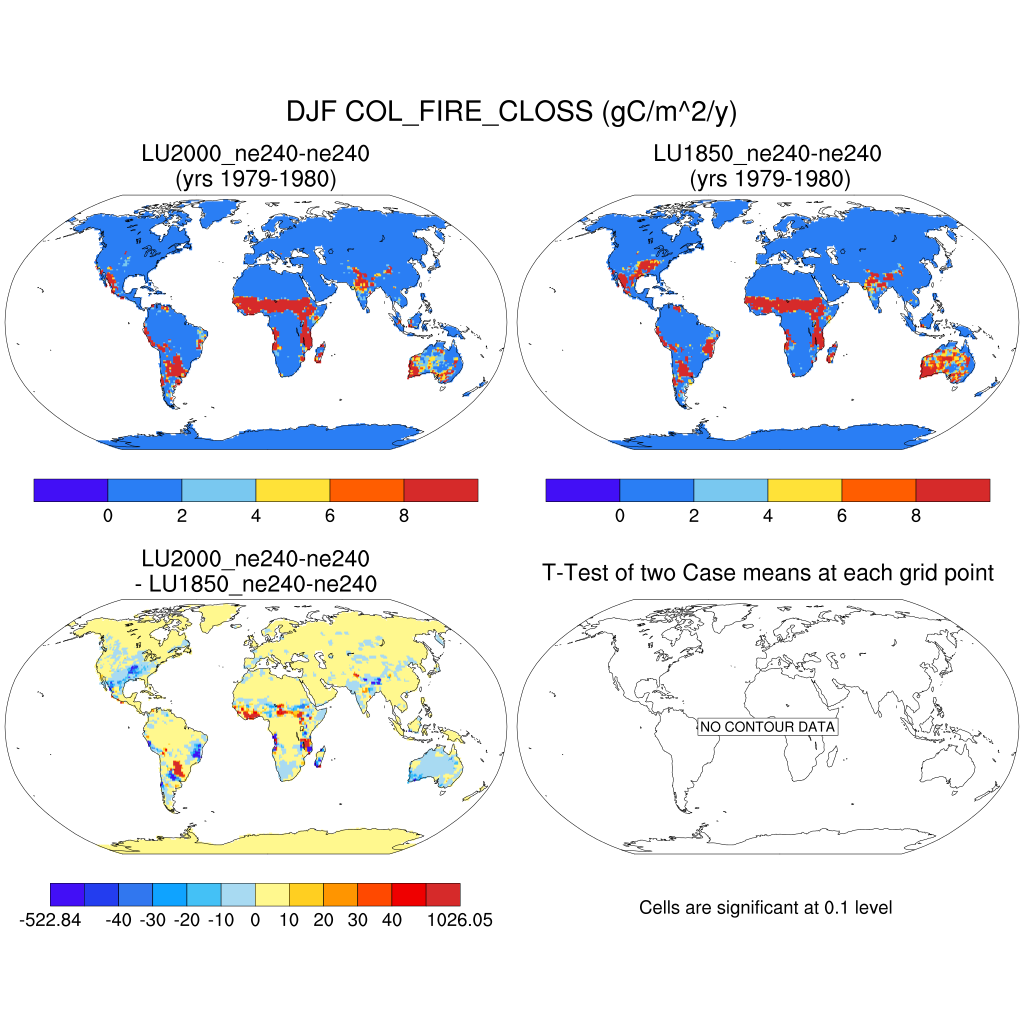 DJF COL_FIRE_CLOSS (gC/m^2/y)
LU2000_ne240-ne240
(yrs 1979-1980)
LU1850_ne240-ne240
(yrs 1979-1980)
0 2 4 6 8
0 2 4 6 8
LU2000_ne240-ne240
- LU1850_ne240-ne240
T-Test of two Case means at each grid point
NO CONTOUR DATA
-522.84 -40 -30 -20 -10 0 10 20 30 40 1026.05
Cells are significant at 0.1 level